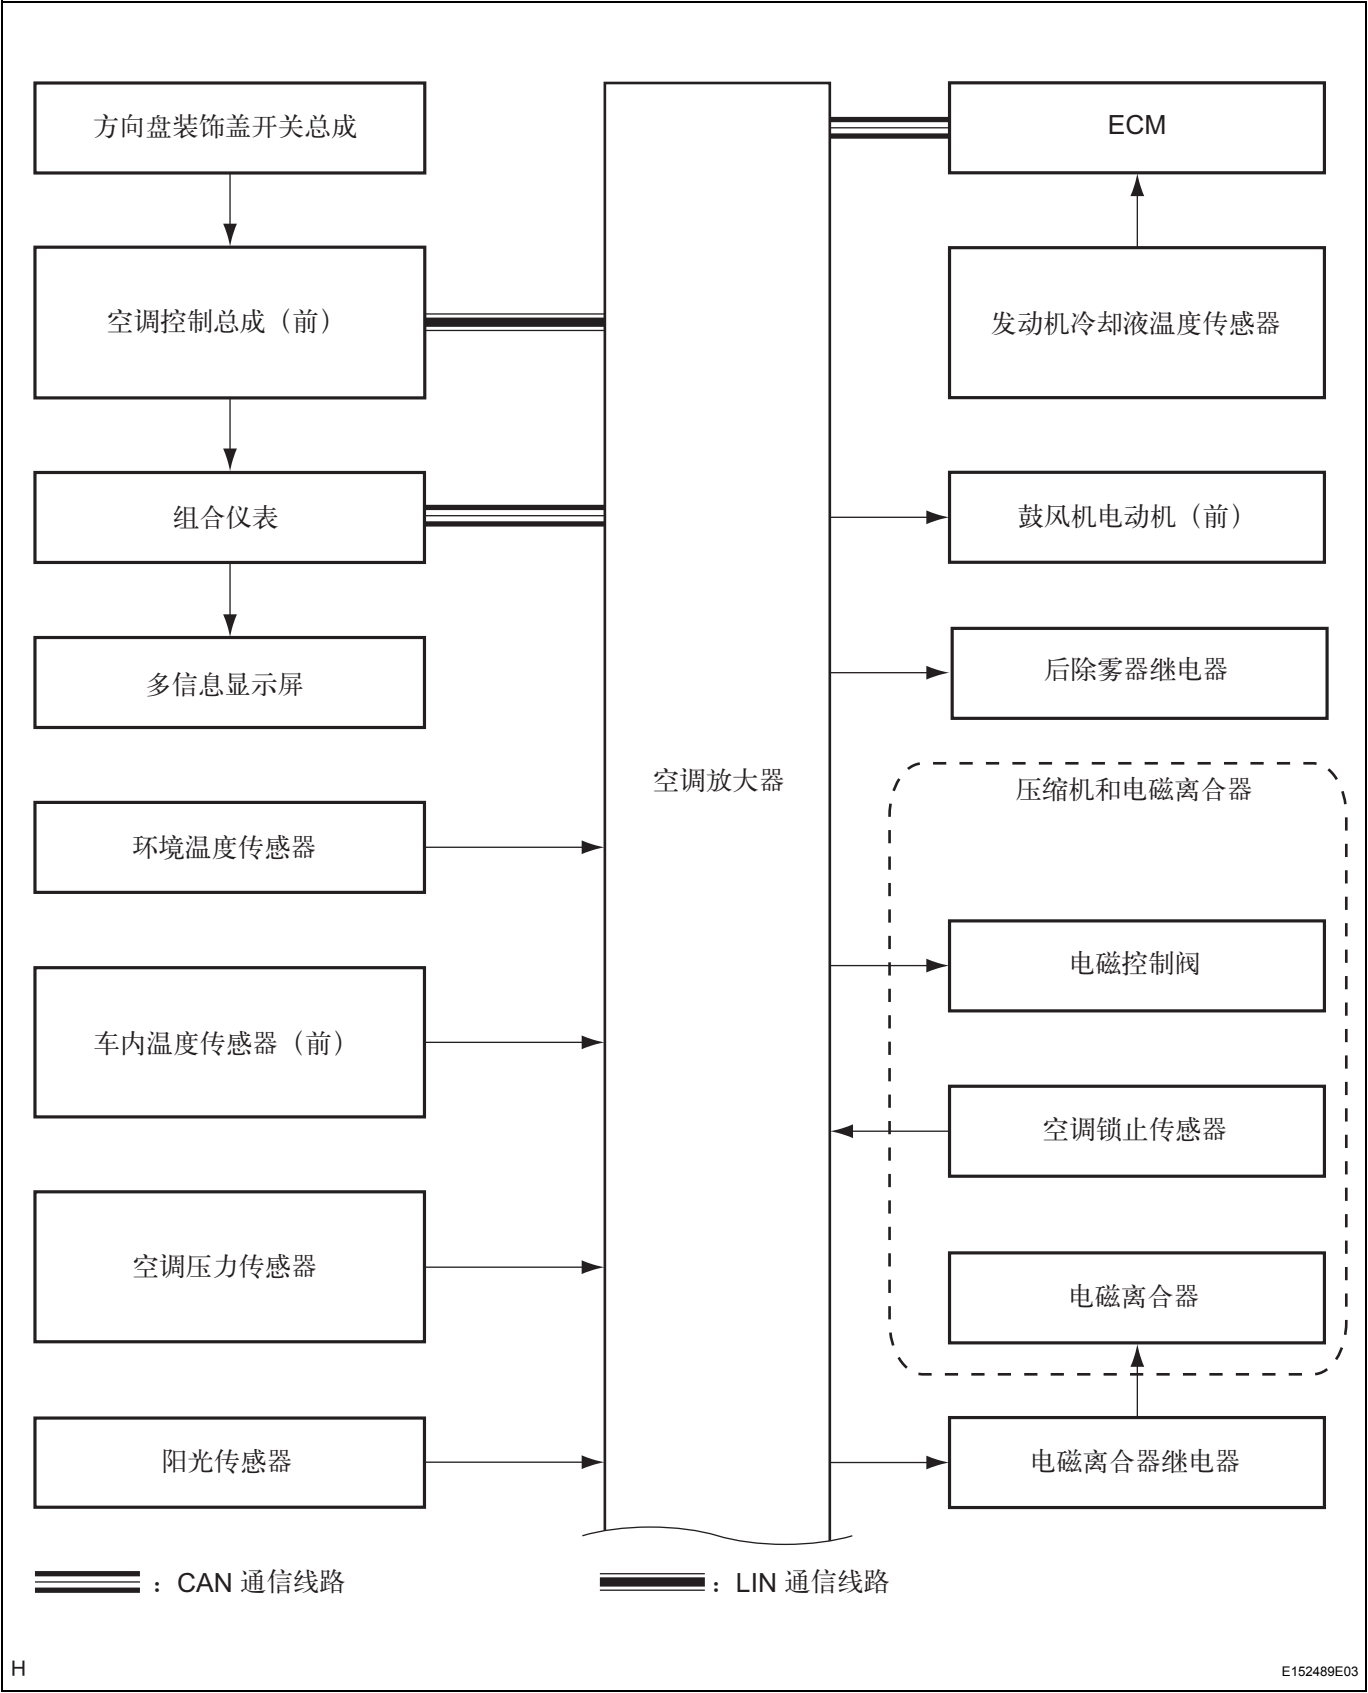 方向盘装饰盖开关总成
ECM
空调控制总成（前）
发动机冷却液温度传感器
组合仪表
鼓风机电动机（前）
多信息显示屏
后除雾器继电器
空调放大器
压缩机和电磁离合器
环境温度传感器
电磁控制阀
车内温度传感器（前）
空调锁止传感器
空调压力传感器
电磁离合器
阳光传感器
电磁离合器继电器
：CAN 通信线路
：LIN 通信线路
H
E152489E03